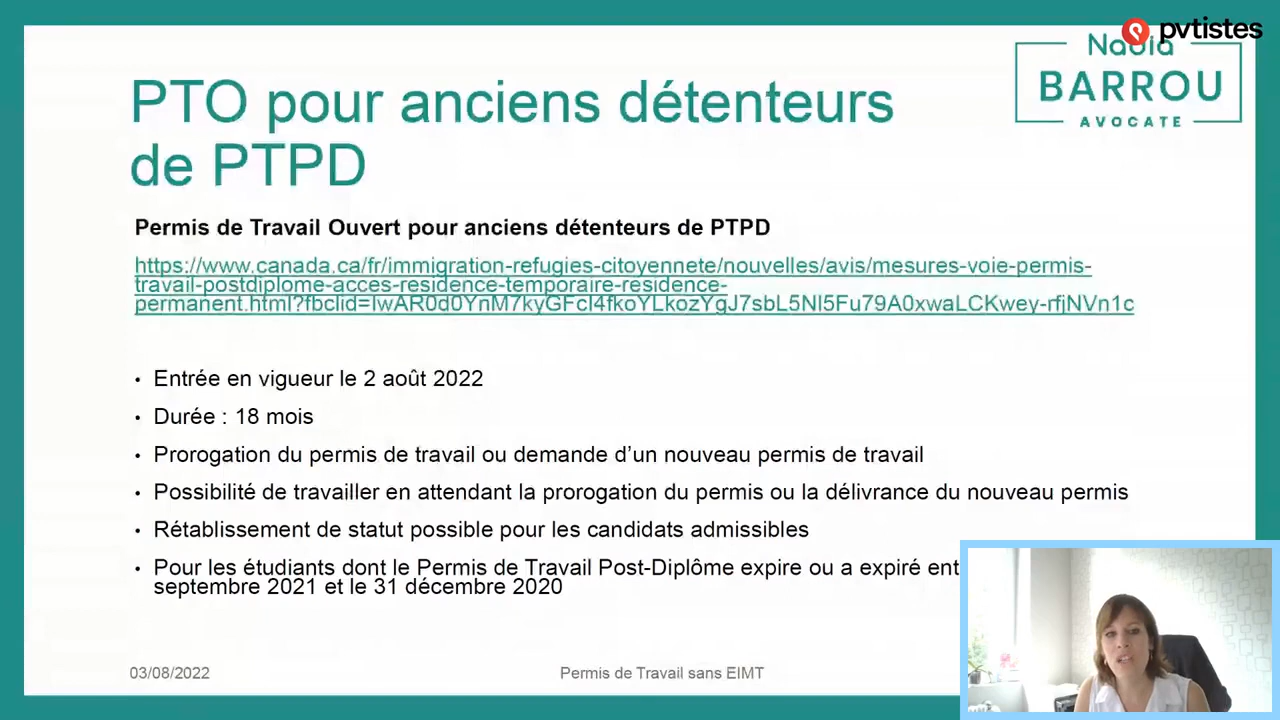 pvtistes
Nadia
BARROU
AVOCATE
PTO pour anciens détenteurs
de PTPD
Permis de Travail Ouvert pour anciens détenteurs de PTPD
https://www.canada.ca/fr/immigration-refugies-citoyennete/nouvelles/avis/mesures-voie-permis-
travail-postdiplome-acces-residence-temporaire-residence-
permanent.html?fbclid=IwAR0d0YnM7kyGFcI4fkoYLkozYgJ7sbL5Nl5Fu79A0xwaLCKwey-rfjNVn1c
• Entrée en vigueur le 2 août 2022
• Durée : 18 mois
• Prorogation du permis de travail ou demande d’un nouveau permis de travail
• Possibilité de travailler en attendant la prorogation du permis ou la délivrance du nouveau permis
• Rétablissement de statut possible pour les candidats admissibles
• Pour les étudiants dont le Permis de Travail Post-Diplôme expire ou a expiré ent
septembre 2021 et le 31 décembre 2020
03/08/2022
Permis de Travail sans EIMT